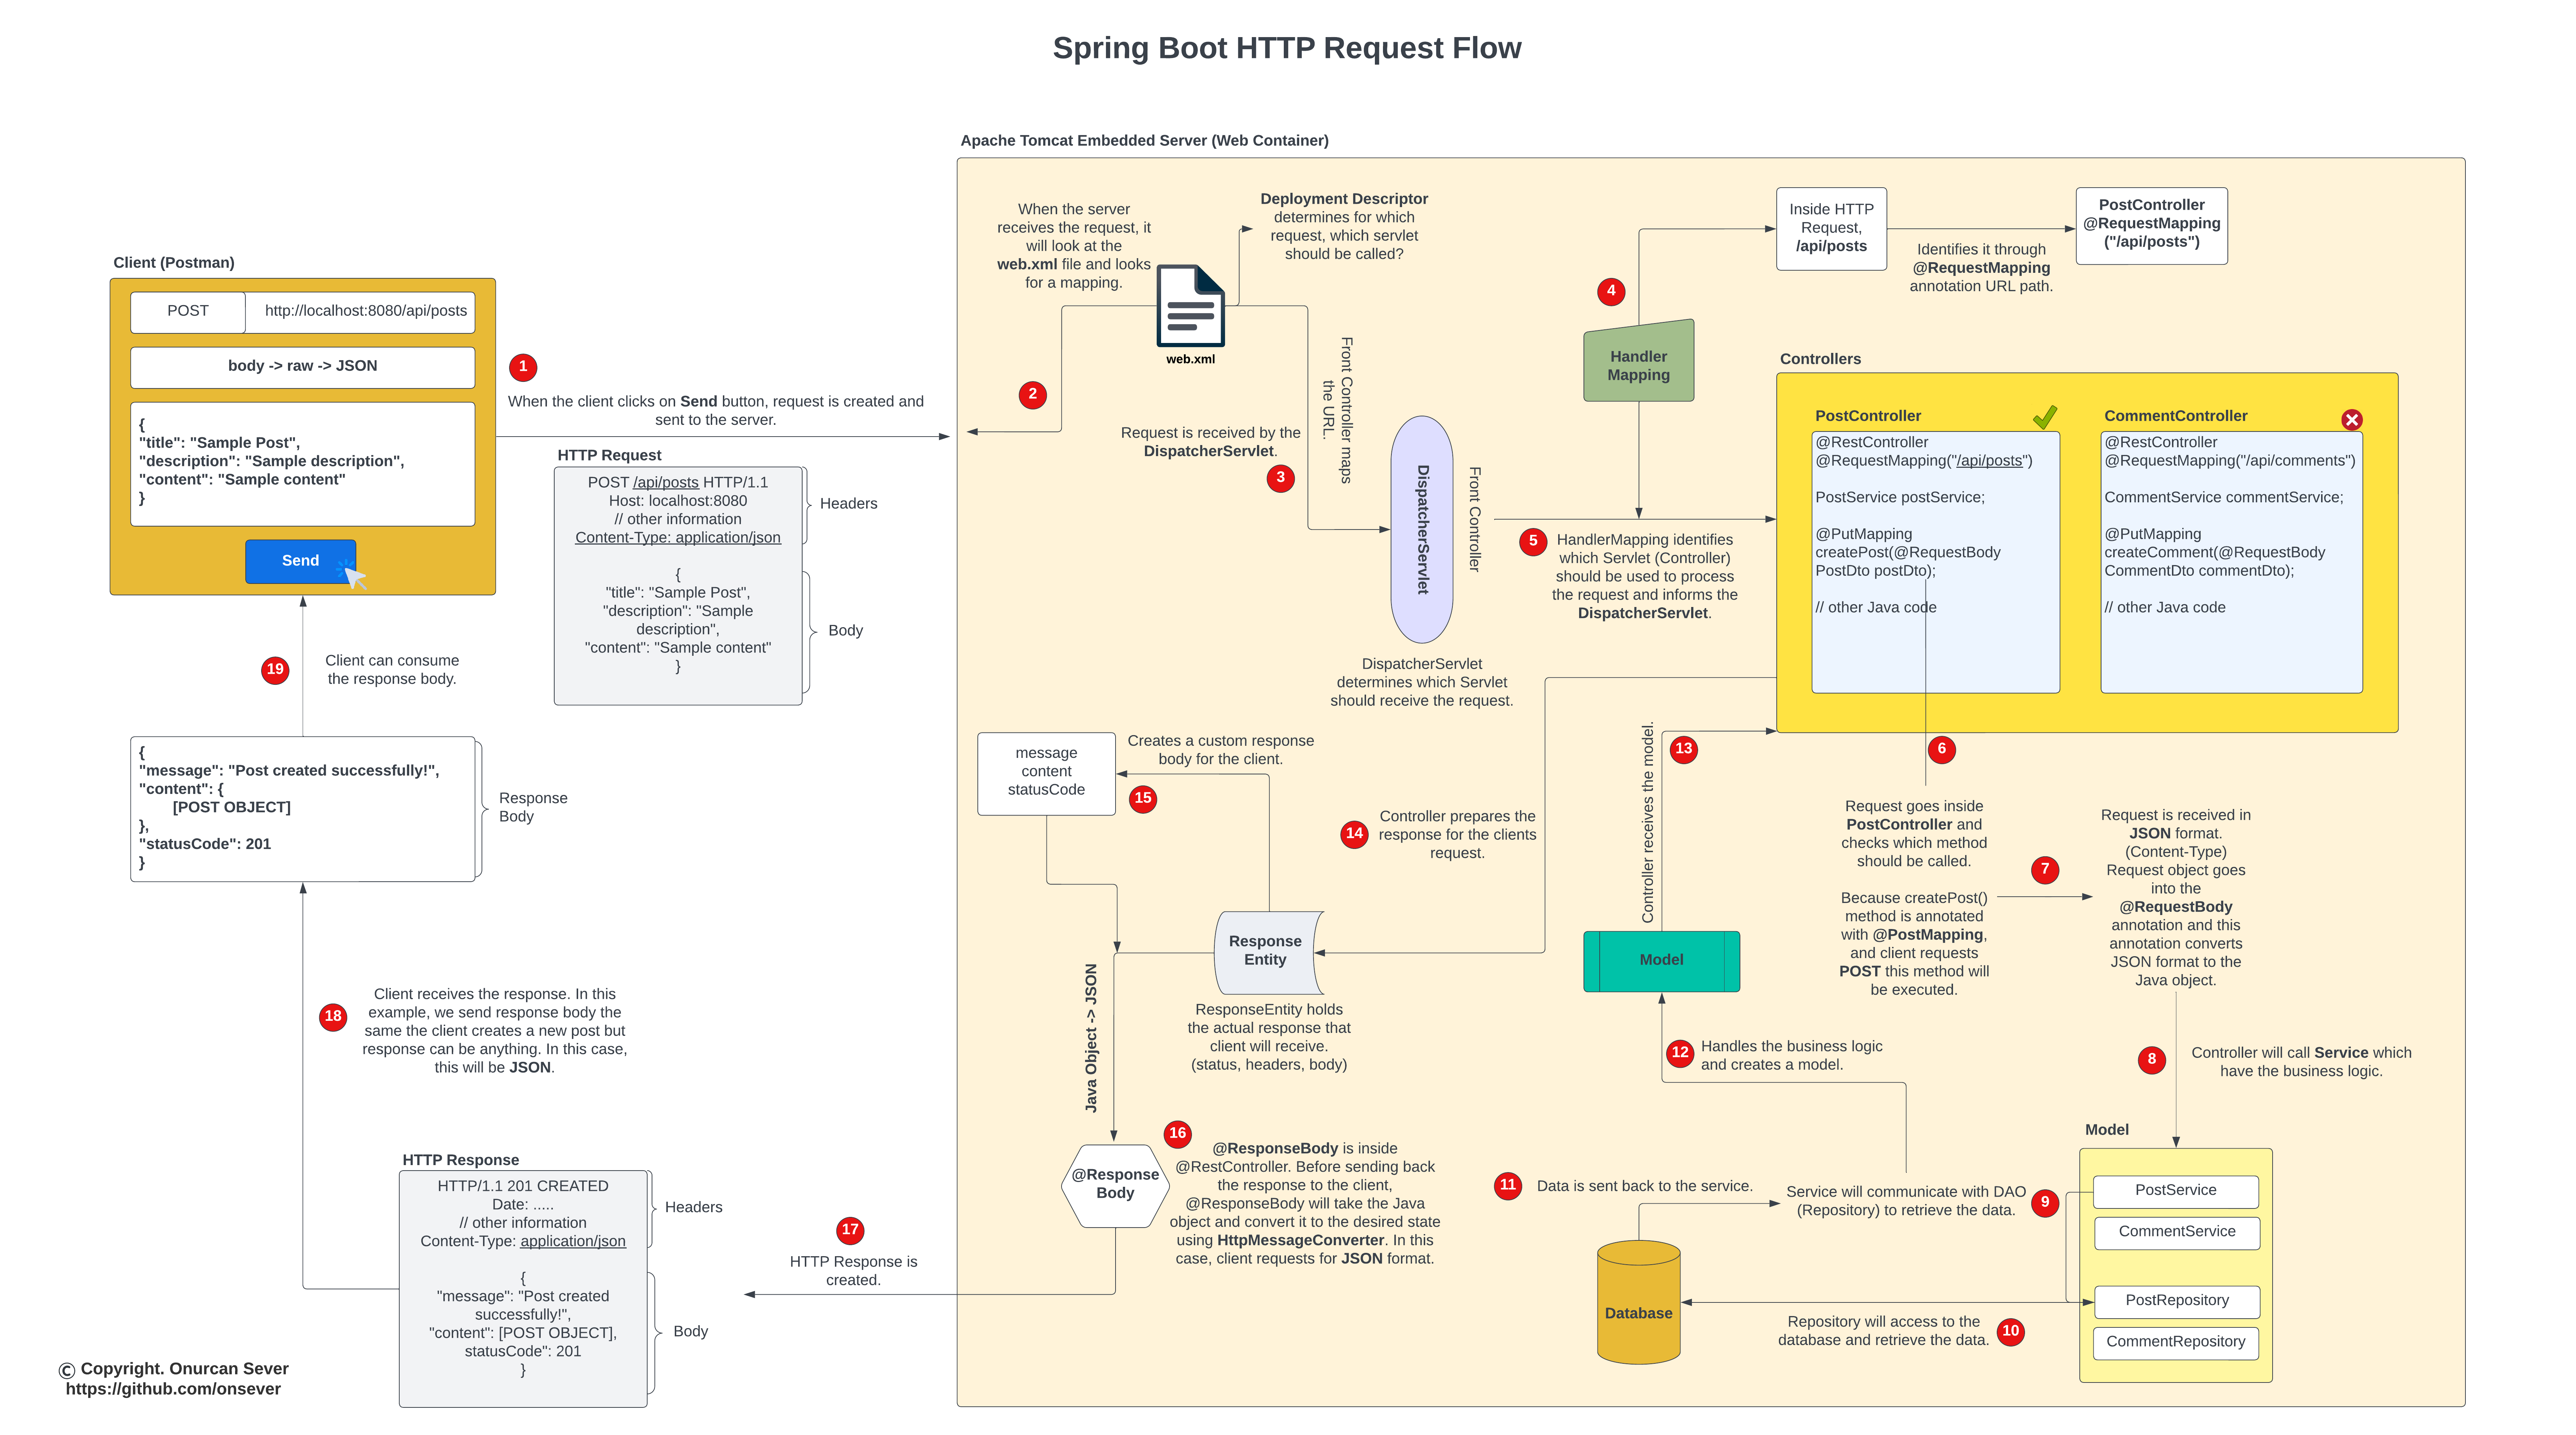 Spring Boot HTTP Request Flow
Apache Tomcat Embedded Server (Web Container)
Client (Postman)
POST
http://localhost:8080/api/posts
body -> raw -> JSON
{
"title": "Sample Post",
"description": "Sample description",
"content": "Sample content"
}
Send
1
When the client clicks on Send button, request is created and
sent to the server.
HTTP Request
POST /api/posts HTTP/1.1
Host: localhost:8080
// other information
Content-Type: application/json
{
"title": "Sample Post",
"description": "Sample
description",
"content": "Sample content"
}
Headers
Body
When the server
receives the request, it
will look at the
web.xml file and looks
for a mapping.
web.xml
2
Deployment Descriptor
determines for which
request, which servlet
should be called?
Front Controller maps
the URL.
Request is received by the
DispatcherServlet.
3
DispatcherServlet
Front Controller
DispatcherServlet
determines which Servlet
should receive the request.
4
Handler
Mapping
Inside HTTP
Request,
/api/posts
Identifies it through
@RequestMapping
annotation URL path.
PostController
@RequestMapping
("/api/posts")
5
HandlerMapping identifies
which Servlet (Controller)
should be used to process
the request and informs the
DispatcherServlet.
Controllers
PostController
@RestController
@RequestMapping("/api/posts")
PostService postService;
@PutMapping
createPost(@RequestBody
PostDto postDto);
// other Java code
CommentController
@RestController
@RequestMapping("/api/comments")
CommentService commentService;
@PutMapping
createComment(@RequestBody
CommentDto commentDto);
// other Java code
6
Request goes inside
PostController and
checks which method
should be called.
Because createPost()
method is annotated
with @PostMapping,
and client requests
POST this method will
be executed.
7
Request is received in
JSON format.
(Content-Type)
Request object goes
into the
@RequestBody
annotation and this
annotation converts
JSON format to the
Java object.
8
Controller will call Service which
have the business logic.
Model
PostService
CommentService
PostRepository
CommentRepository
Service will communicate with DAO
(Repository) to retrieve the data.
9
Repository will access to the
database and retrieve the data.
10
Database
11
Data is sent back to the service.
12
Handles the business logic
and creates a model.
Model
Controller receives the model.
13
14
Controller prepares the
response for the clients
request.
Response
Entity
ResponseEntity holds
the actual response that
client will receive.
(status, headers, body)
Creates a custom response
body for the client.
15
message
content
statusCode
Java Object -> JSON
@Response
Body
16
@ResponseBody is inside
@RestController. Before sending back
the response to the client,
@ResponseBody will take the Java
object and convert it to the desired state
using HttpMessageConverter. In this
case, client requests for JSON format.
17
HTTP Response is
created.
HTTP Response
HTTP/1.1 201 CREATED
Date: .....
// other information
Content-Type: application/json
{
"message": "Post created
successfully!",
"content": [POST OBJECT],
statusCode": 201
}
Headers
Body
18
Client receives the response. In this
example, we send response body the
same the client creates a new post but
response can be anything. In this case,
this will be JSON.
{
"message": "Post created successfully!",
"content": {
[POST OBJECT]
},
"statusCode": 201
}
Response
Body
19
Client can consume
the response body.
© Copyright. Onurcan Sever
https://github.com/onsever